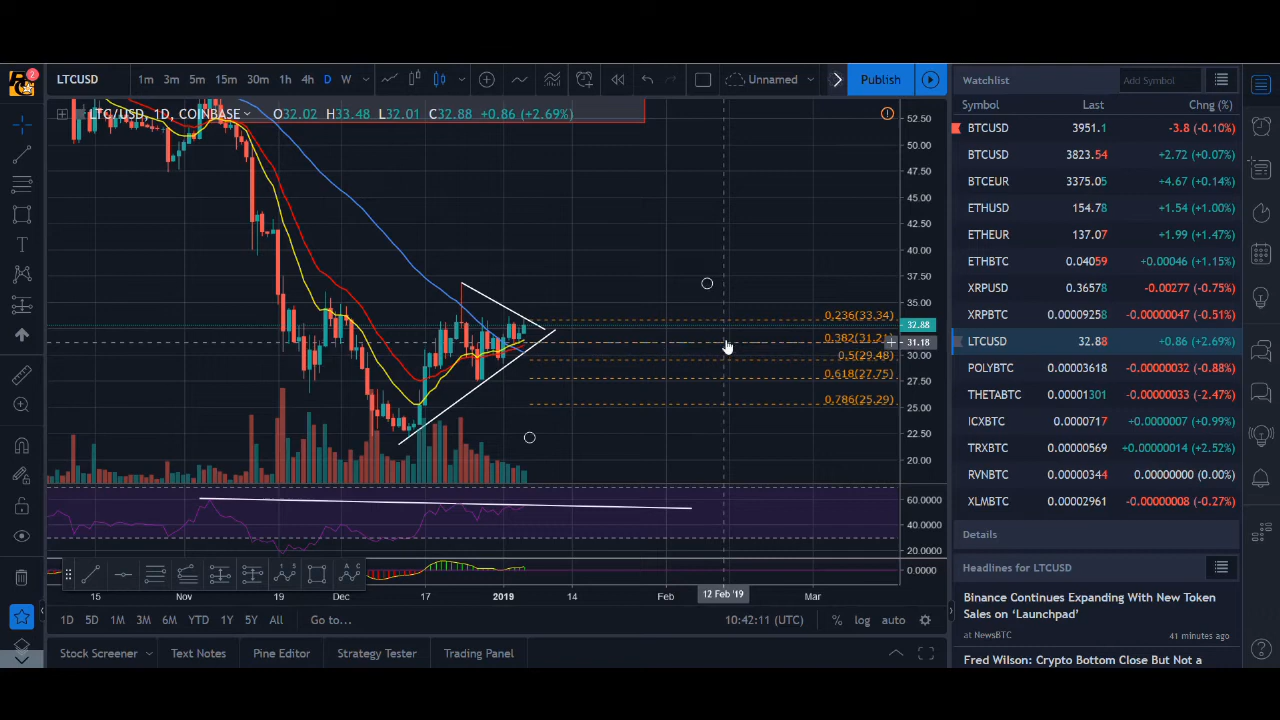 2
LTCUSD 1m 3m 5m 15m 30m 1h 4h D W Unnamed Publish
LTC/USD, 1D, COINBASE O32.02 H33.48 L32.01 C32.88 +0.86 (+2.69%)
52.50
50.00
47.50
45.00
42.50
40.00
37.50
35.00
32.88
31.18
30.00
27.50
25.00
22.50
20.00
0.236(33.34)
0.382(31.21)
0.5(29.48)
0.618(27.75)
0.786(25.29)
60.0000
40.0000
20.0000
0.0000
15 Nov 19 Dec 17 2019 14 Feb 12 Feb '19 Mar
1D 5D 1M 3M 6M YTD 1Y 5Y All Go to... 10:42:11 (UTC) % log auto
Stock Screener Text Notes Pine Editor Strategy Tester Trading Panel
Watchlist Add Symbol
Symbol Last Chng (%)
BTCUSD 3951.1 -3.8 (-0.10%)
BTCUSD 3823.54 +2.72 (+0.07%)
BTCEUR 3375.05 +4.67 (+0.14%)
ETHUSD 154.78 +1.54 (+1.00%)
ETHEUR 137.07 +1.99 (+1.47%)
ETHBTC 0.04059 +0.00046 (+1.15%)
XRPUSD 0.36578 -0.00277 (-0.75%)
XRPBTC 0.00009258 -0.00000047 (-0.51%)
LTCUSD 32.88 +0.86 (+2.69%)
POLYBTC 0.00003618 -0.00000032 (-0.88%)
THETABTC 0.00001301 -0.00000033 (-2.47%)
ICXBTC 0.0000717 +0.0000007 (+0.99%)
TRXBTC 0.00000569 +0.00000014 (+2.52%)
RVNBTC 0.00000344 0.00000000 (0.00%)
XLMBTC 0.00002961 -0.00000008 (-0.27%)
Details
Headlines for LTCUSD
Binance Continues Expanding With New Token
Sales on ‘Launchpad’
at NewsBTC 41 minutes ago
Fred Wilson: Crypto Bottom Close But Not a